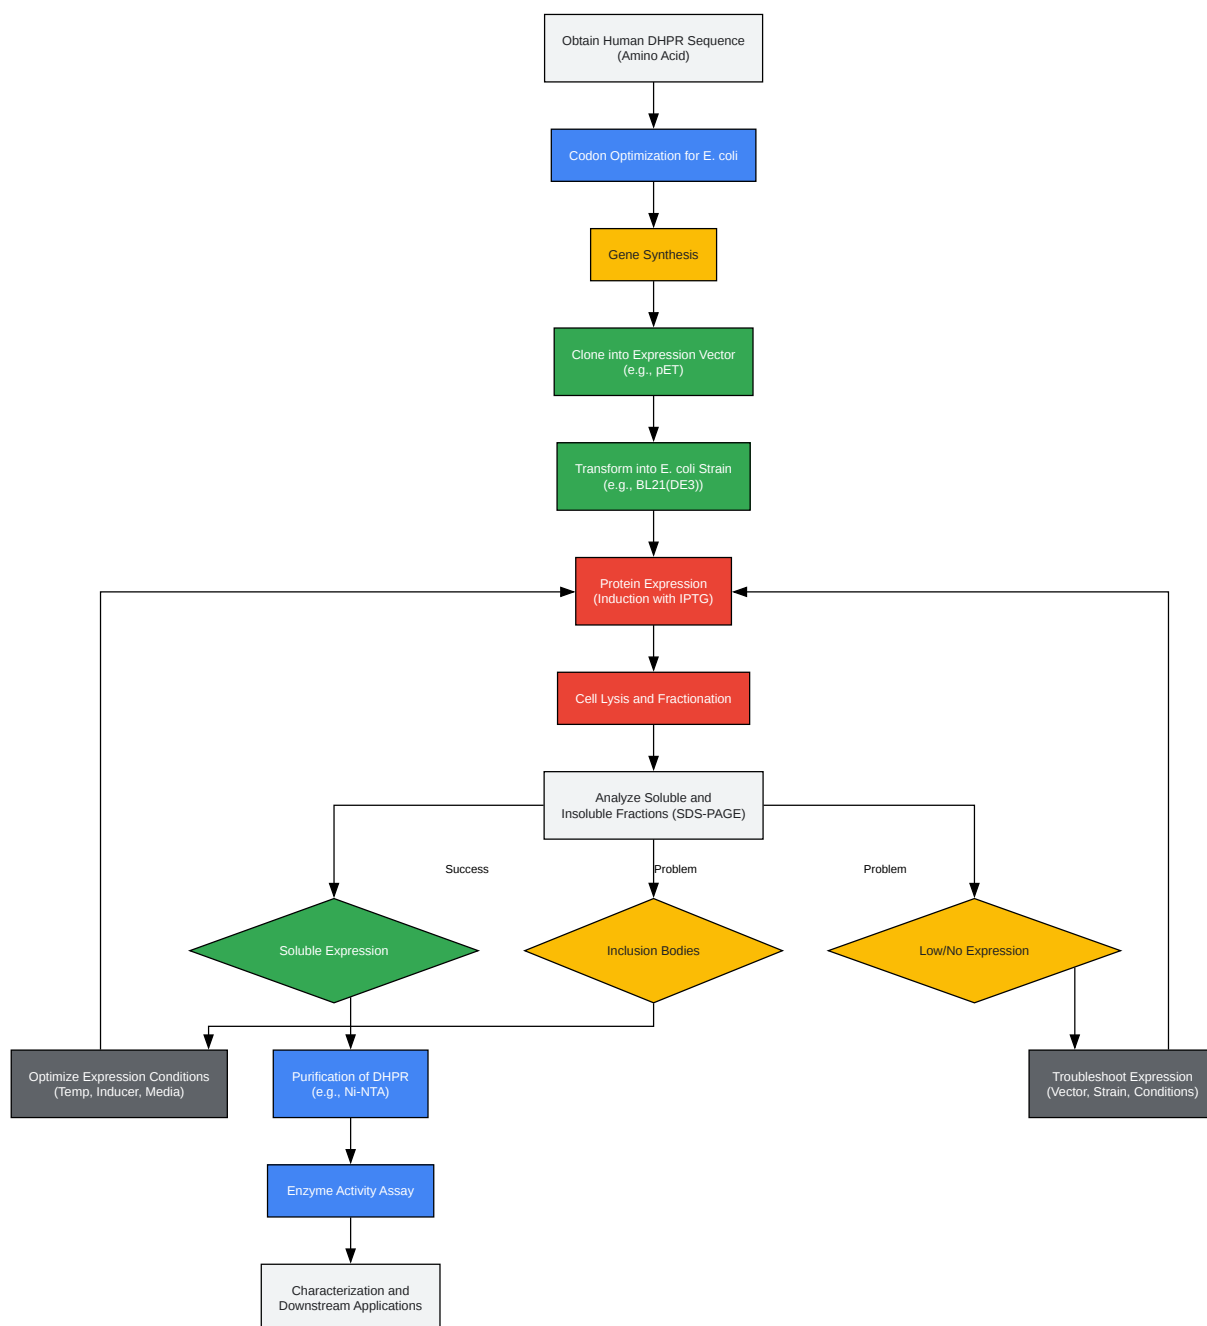 Obtain Human DHPR Sequence
(Amino Acid)
Codon Optimization for E. coli
Gene Synthesis
Clone into Expression Vector
(e.g., pET)
Transform into E. coli Strain
(e.g., BL21(DE3))
Protein Expression
(Induction with IPTG)
Cell Lysis and Fractionation
Analyze Soluble and
Insoluble Fractions (SDS-PAGE)
Success
Problem
Problem
Soluble Expression
Inclusion Bodies
Low/No Expression
Optimize Expression Conditions
(Temp, Inducer, Media)
Purification of DHPR
(e.g., Ni-NTA)
Troubleshoot Expression
(Vector, Strain, Conditions)
Enzyme Activity Assay
Characterization and
Downstream Applications